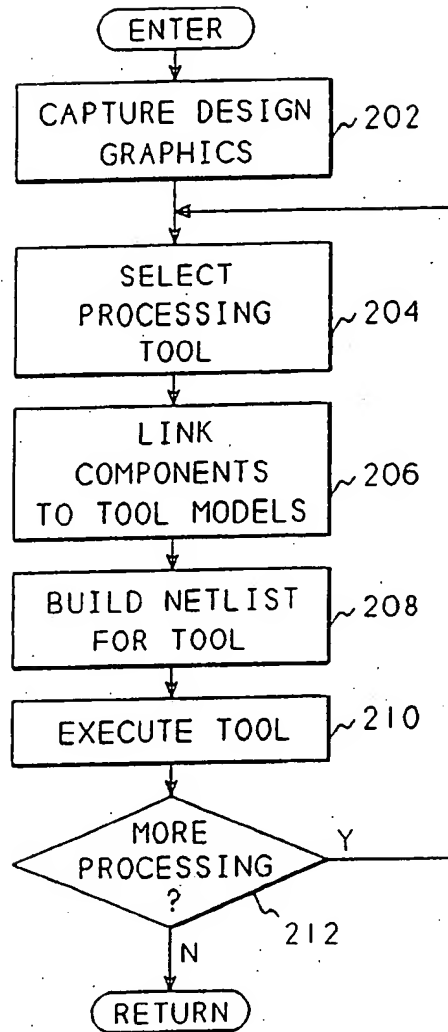 ENTER
CAPTURE DESIGN
GRAPHICS
202
SELECT
PROCESSING
TOOL
204
LINK
COMPONENTS
TO TOOL MODELS
206
BUILD NETLIST
FOR TOOL
208
EXECUTE TOOL
210
MORE
PROCESSING
?
Y
212
N
RETURN